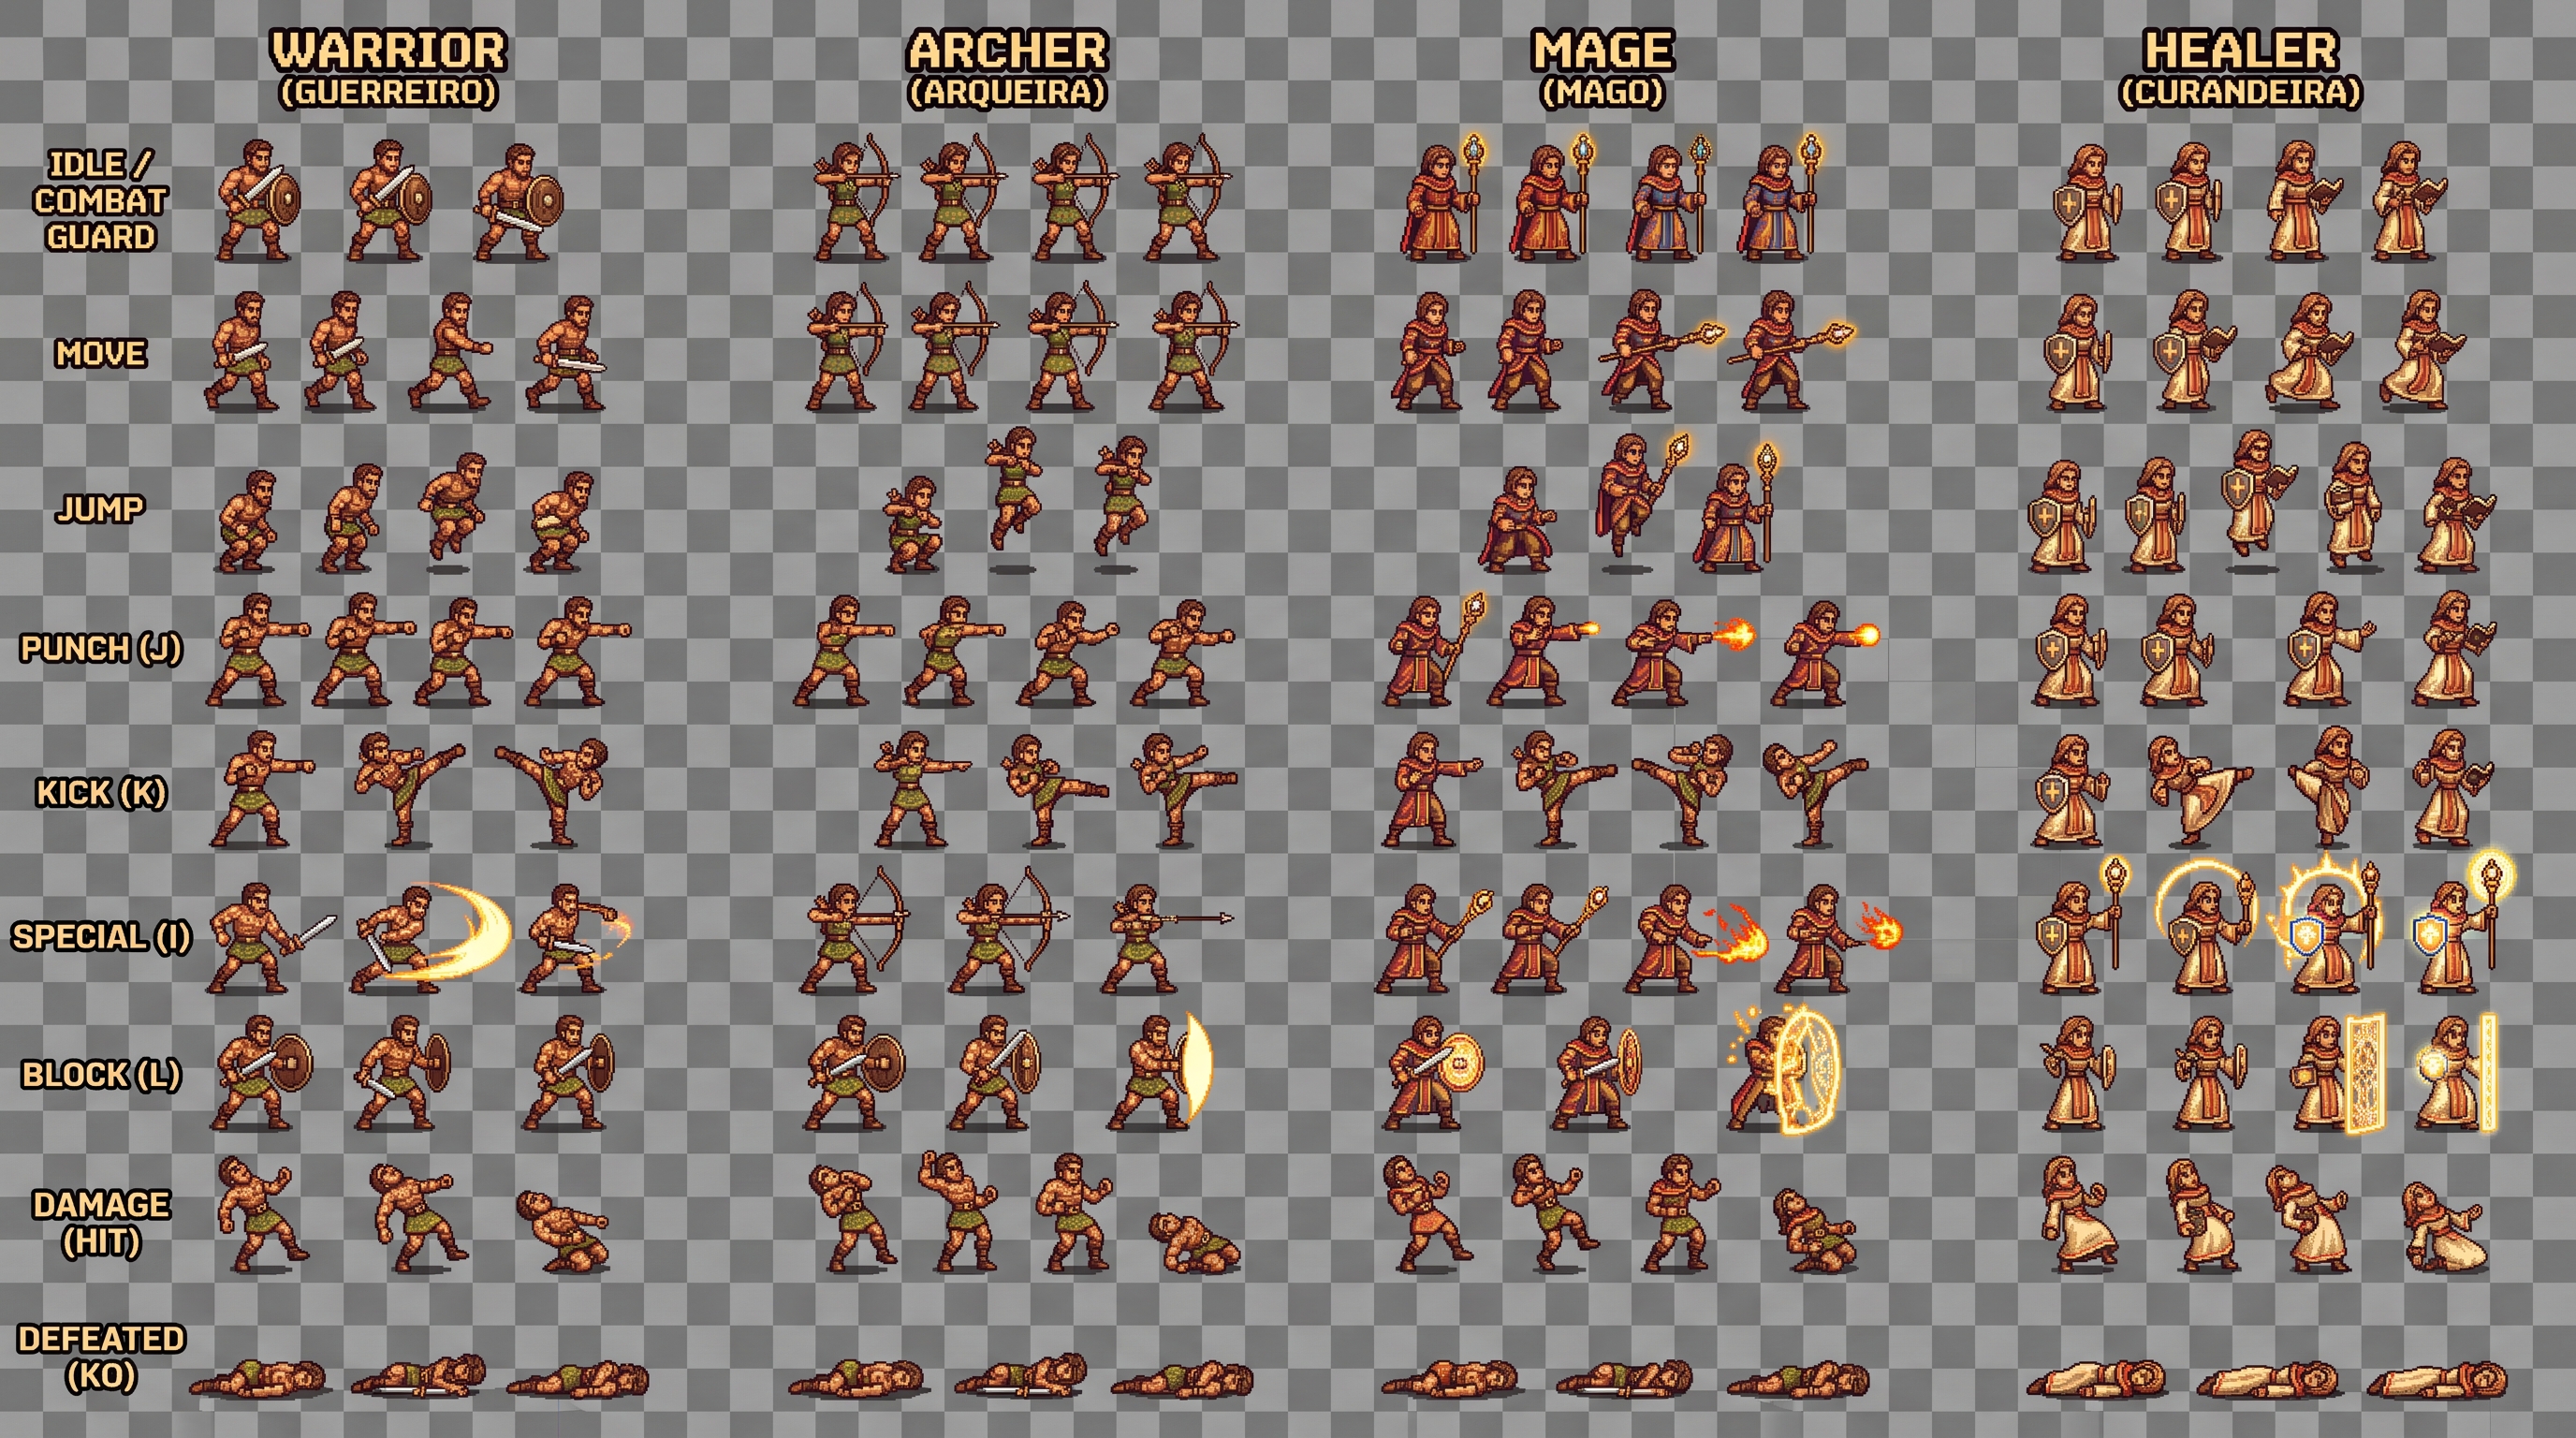 WARRIOR
(GUERREIRO)
ARCHER
(ARQUEIRA)
MAGE
(MAGO)
HEALER
(CURANDEIRA)
IDLE /
COMBAT
GUARD
MOVE
JUMP
PUNCH (J)
KICK (K)
SPECIAL (I)
BLOCK (L)
DAMAGE
(HIT)
DEFEATED
(KO)